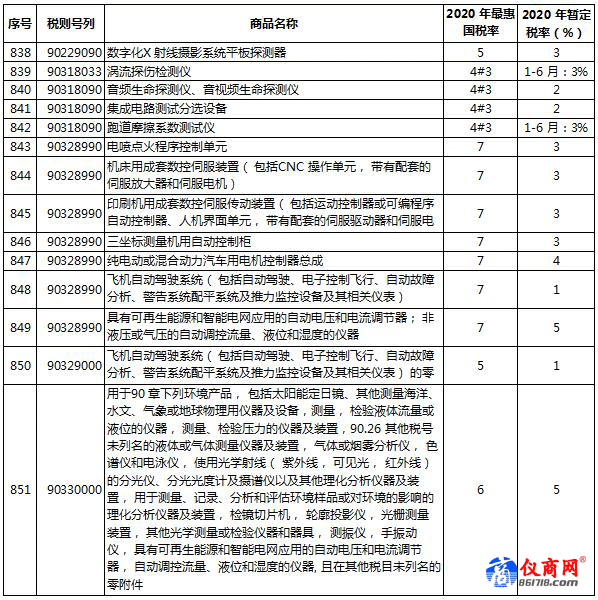 序号 税则号列 商品名称 2020 年最惠国税率 2020 年暂定税率（%）
838 90229090 数字化X 射线摄影系统平板探测器 5 3
839 90318033 涡流探伤检测仪 4#3 1-6 月：3%
840 90318090 音频生命探测仪、音视频生命探测仪 4#3 2
841 90318090 集成电路测试分选设备 4#3 2
842 90318090 跑道摩擦系数测试仪 4#3 1-6 月：3%
843 90328990 电喷点火程序控制单元 7 3
844 90328990 机床用成套数控伺服装置（ 包括CNC 操作单元， 带有配套的
伺服放大器和伺服电机） 7 3
845 90328990 印刷机用成套数控伺服传动装置（ 包括运动控制器或可编程序
自动控制器、人机界面单元， 带有配套的伺服驱动器和伺服电 7 3
846 90328990 三坐标测量机用自动控制柜 7 3
847 90328990 纯电动或混合动力汽车用电机控制器总成 7 4
848 90328990 飞机自动驾驶系统（ 包括自动驾驶、电子控制飞行、自动故障
分析、警告系统配平系统及推力监控设备及其相关仪表） 7 1
849 90328990 具有可再生能源和智能电网应用的自动电压和电流调节器； 非
液压或气压的自动调控流量、液位和湿度的仪器 7 5
850 90329000 飞机自动驾驶系统（ 包括自动驾驶、电子控制飞行、自动故障
分析、警告系统配平系统及推力监控设备及其相关仪表）的零 5 1
851 90330000 用于90 章下列环境产品， 包括太阳能定日镜、其他测量海洋、
水文、气象或地球物理用仪器及设备，测量， 检验液体流量或
液位的仪器， 测量、检验压力的仪器及装置，90.26 其他税号
未列名的液体或气体测量仪器及装置， 气体或烟雾分析仪， 色
谱仪和电泳仪， 使用光学射线（ 紫外线， 可见光， 红外线）
的分光仪、分光光度计及摄谱仪以及其他理化分析仪器及装
置， 用于测量、记录、分析和评估环境样品或对环境的影响的
理化分析仪器及装置， 检镜切片机， 轮廓投影仪， 光栅测量
装置， 其他光学测量或检验仪器和器具， 测振仪， 手振动
仪， 具有可再生能源和智能电网应用的自动电压和电流调节
器， 自动调控流量、液位和湿度的仪器, 且在其他税目未列名的
零附件 6 5
仪商网
861718.com